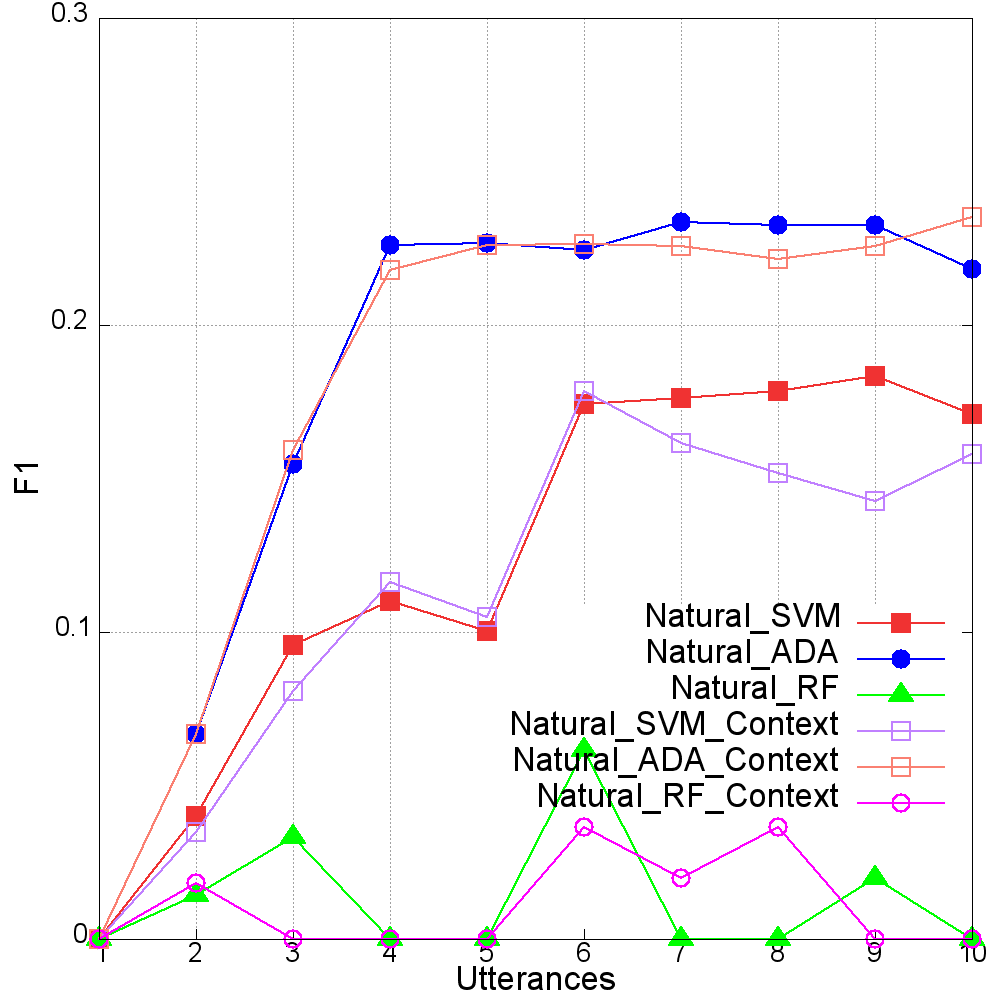 0.3
0.2
0.1
0
F1
Natural_SVM
Natural_ADA
Natural_RF
Natural_SVM_Context
Natural_ADA_Context
Natural_RF_Context
1 2 3 4 5 6 7 8 9 10
Utterances